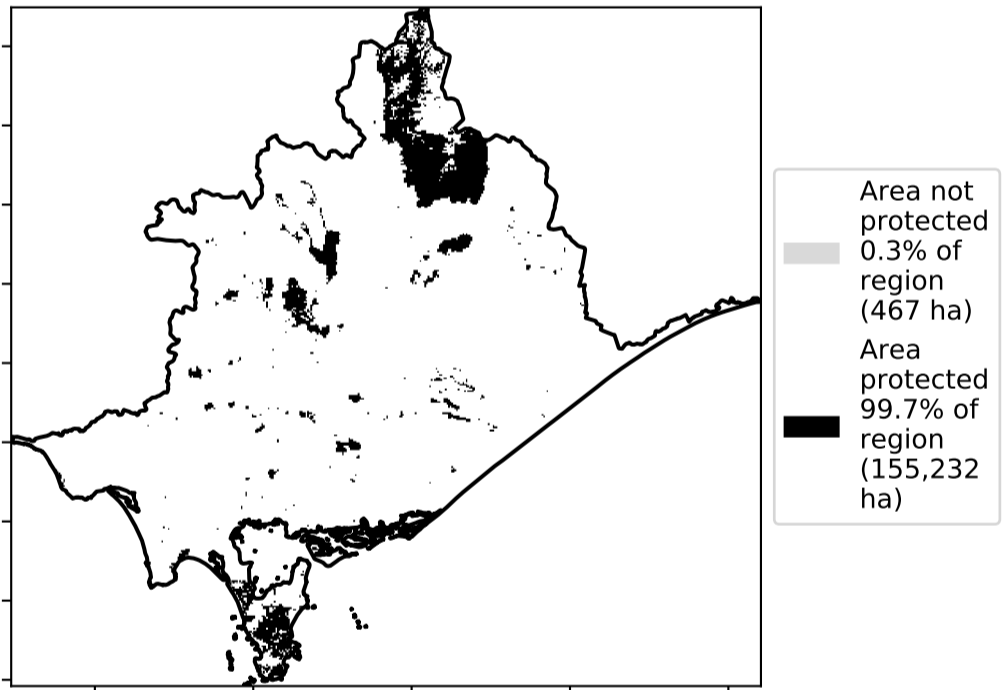 Area not
protected
0.3% of
region
(467 ha)
Area
protected
99.7% of
region
(155,232
ha)